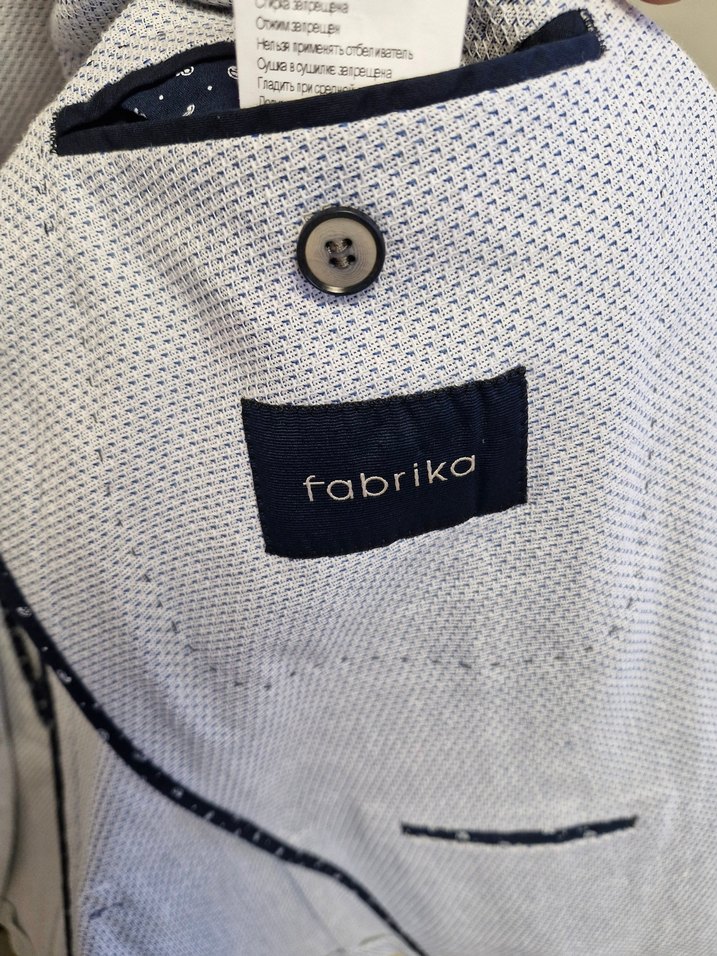 Стирка запрещена
Отжим запрещен
Нельзя применять отбеливатель
Сушка в сушилке запрещена
Гладить при средней
fabrika